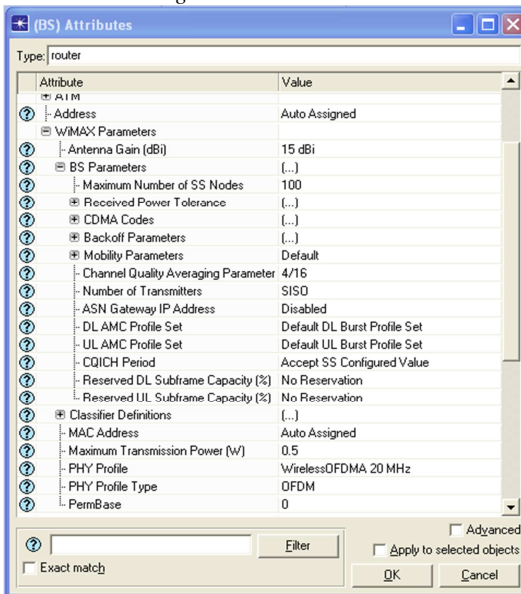 (BS) Attributes
Type: router
Attribute Value
ATM
Address Auto Assigned
WiMAX Parameters
Antenna Gain (dBi) 15 dBi
BS Parameters (...)
Maximum Number of SS Nodes 100
Received Power Tolerance (...)
CDMA Codes (...)
Backoff Parameters (...)
Mobility Parameters Default
Channel Quality Averaging Parameter 4/16
Number of Transmitters SISO
ASN Gateway IP Address Disabled
DL AMC Profile Set Default DL Burst Profile Set
UL AMC Profile Set Default UL Burst Profile Set
CQICH Period Accept SS Configured Value
Reserved DL Subframe Capacity (%) No Reservation
Reserved UL Subframe Capacity (%) No Reservation
Classifier Definitions (...)
MAC Address Auto Assigned
Maximum Transmission Power (W) 0.5
PHY Profile WirelessOFDMA 20 MHz
PHY Profile Type OFDM
PermBase 0
Advanced
Filter
Apply to selected objects
Exact match
OK Cancel